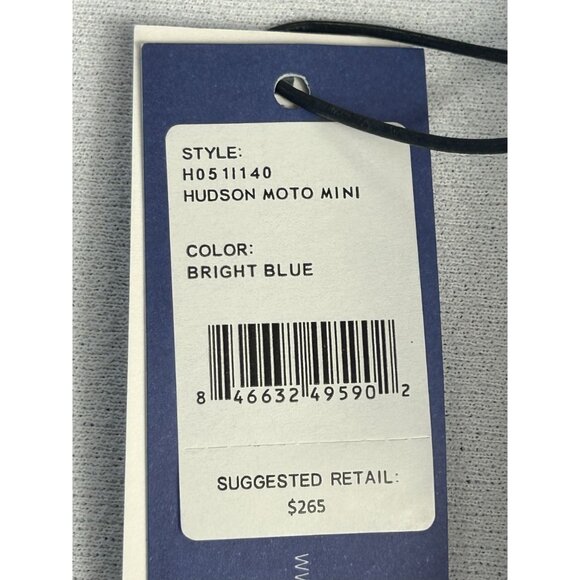 STYLE:
H051I140
HUDSON MOTO MINI
COLOR:
BRIGHT BLUE
8 46632 49590 2
SUGGESTED RETAIL:
$265